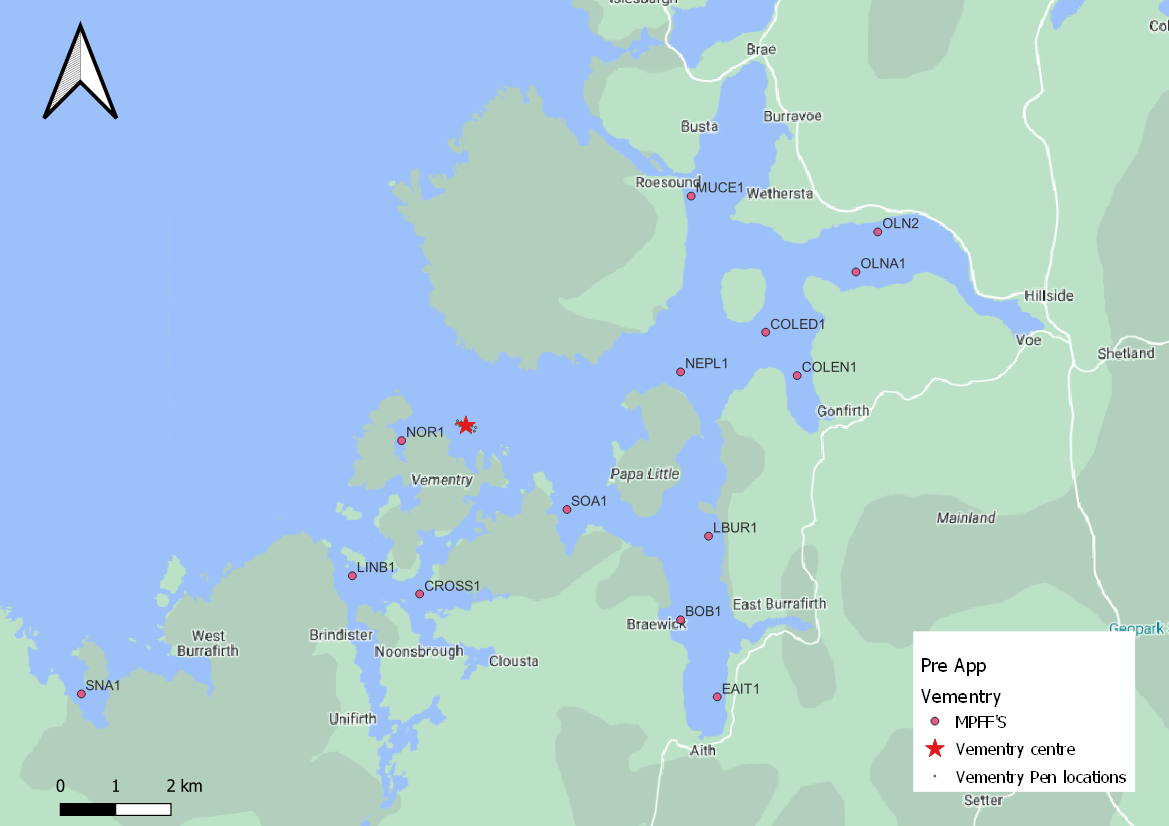 Brae
Busta
Burravoe
Roesound
MUCE1
Wethersta
OLN2
OLNA1
Hillside
COLED1
Voe
Shetland
NEPL1
COLEN1
Gonfirth
NOR1
Vementry
Papa Little
SOA1
Mainland
LBUR1
LINB1
CROSS1
East Burrafirth
BOB1
Braewick
Geopark
West
Burrafirth
Brindister
Noonsbrough
Clousta
SNA1
EAIT1
Unifirth
Aith
Pre App
Vementry
MPFF'S
Vementry centre
Vementry Pen locations
Setter
0 1 2 km